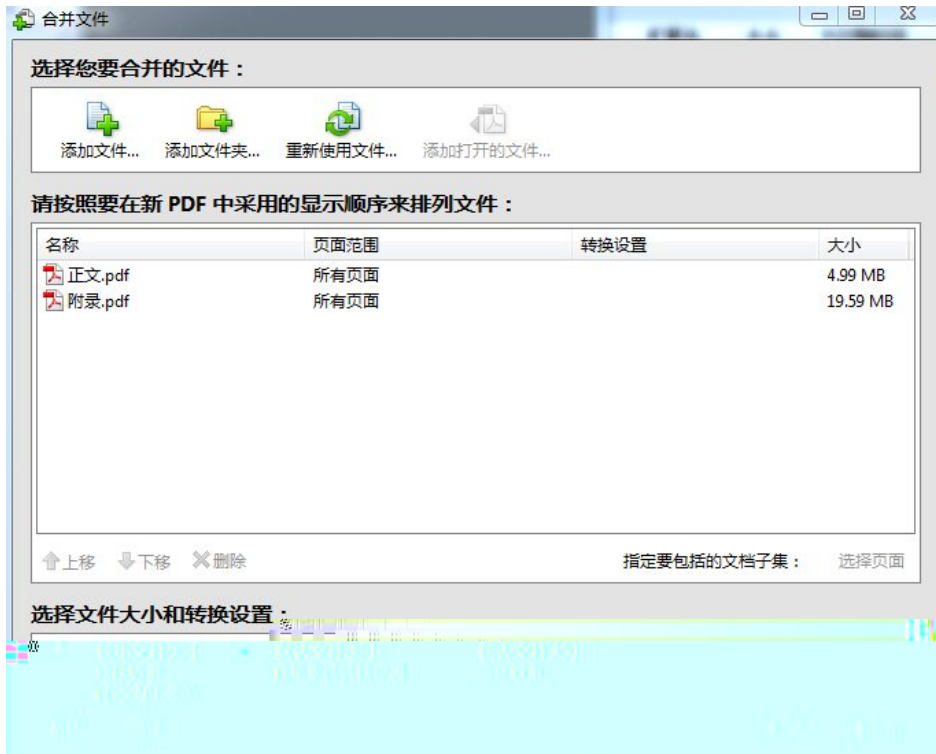 合并文件
选择您要合并的文件：
添加文件... 添加文件夹... 重新使用文件... 添加打开的文件...
请按照要在新 PDF 中采用的显示顺序来排列文件：
名称 页面范围 转换设置 大小
正文.pdf 所有页面 4.99 MB
附录.pdf 所有页面 19.59 MB
上移 下移 删除 指定要包括的文档子集： 选择页面
选择文件大小和转换设置：